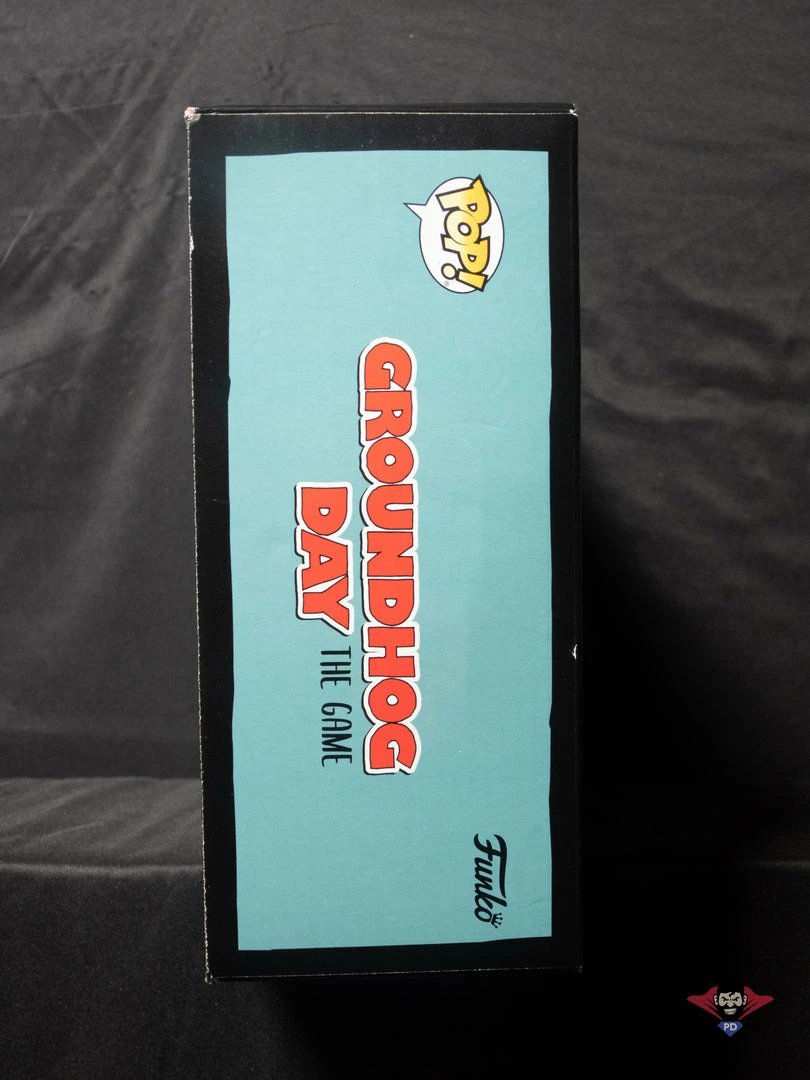 POP!
GROUNDHOG
DAY THE GAME
Funko
PD